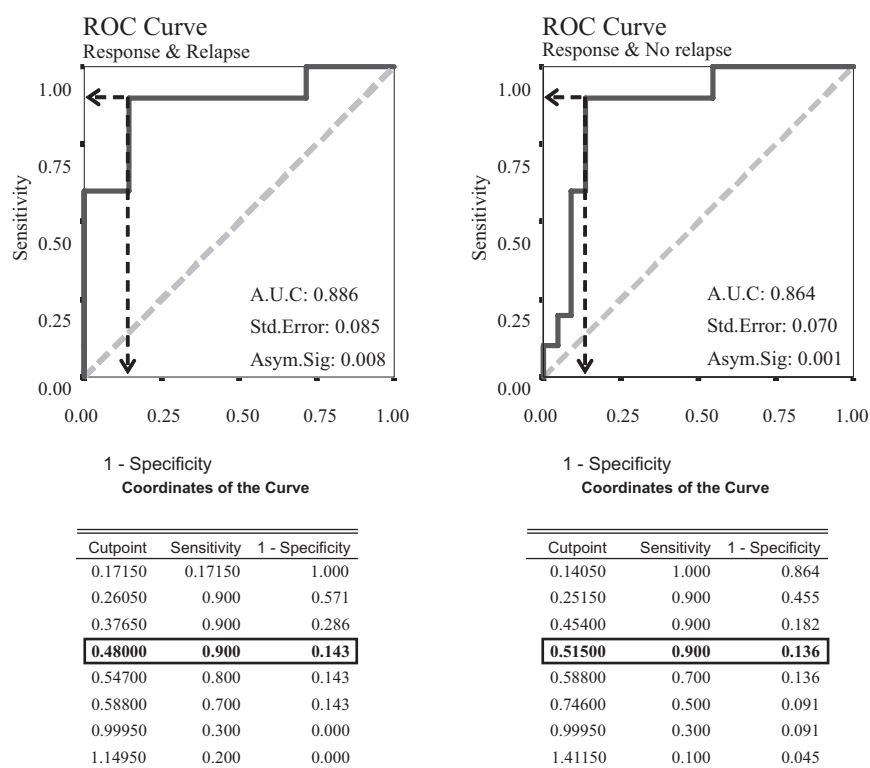 ROC Curve
Response & Relapse
1.00
0.75
0.50
0.25
0.00
Sensitivity
A.U.C: 0.886
Std.Error: 0.085
Asym.Sig: 0.008
0.00 0.25 0.50 0.75 1.00
1 - Specificity
Coordinates of the Curve
Cutpoint Sensitivity 1 - Specificity
0.17150 0.17150 1.000
0.26050 0.900 0.571
0.37650 0.900 0.286
0.48000 0.900 0.143
0.54700 0.800 0.143
0.58800 0.700 0.143
0.99950 0.300 0.000
1.14950 0.200 0.000
ROC Curve
Response & No relapse
1.00
0.75
0.50
0.25
0.00
Sensitivity
A.U.C: 0.864
Std.Error: 0.070
Asym.Sig: 0.001
0.00 0.25 0.50 0.75 1.00
1 - Specificity
Coordinates of the Curve
Cutpoint Sensitivity 1 - Specificity
0.14050 1.000 0.864
0.25150 0.900 0.455
0.45400 0.900 0.182
0.51500 0.900 0.136
0.58800 0.700 0.136
0.74600 0.500 0.091
0.99950 0.300 0.091
1.41150 0.100 0.045